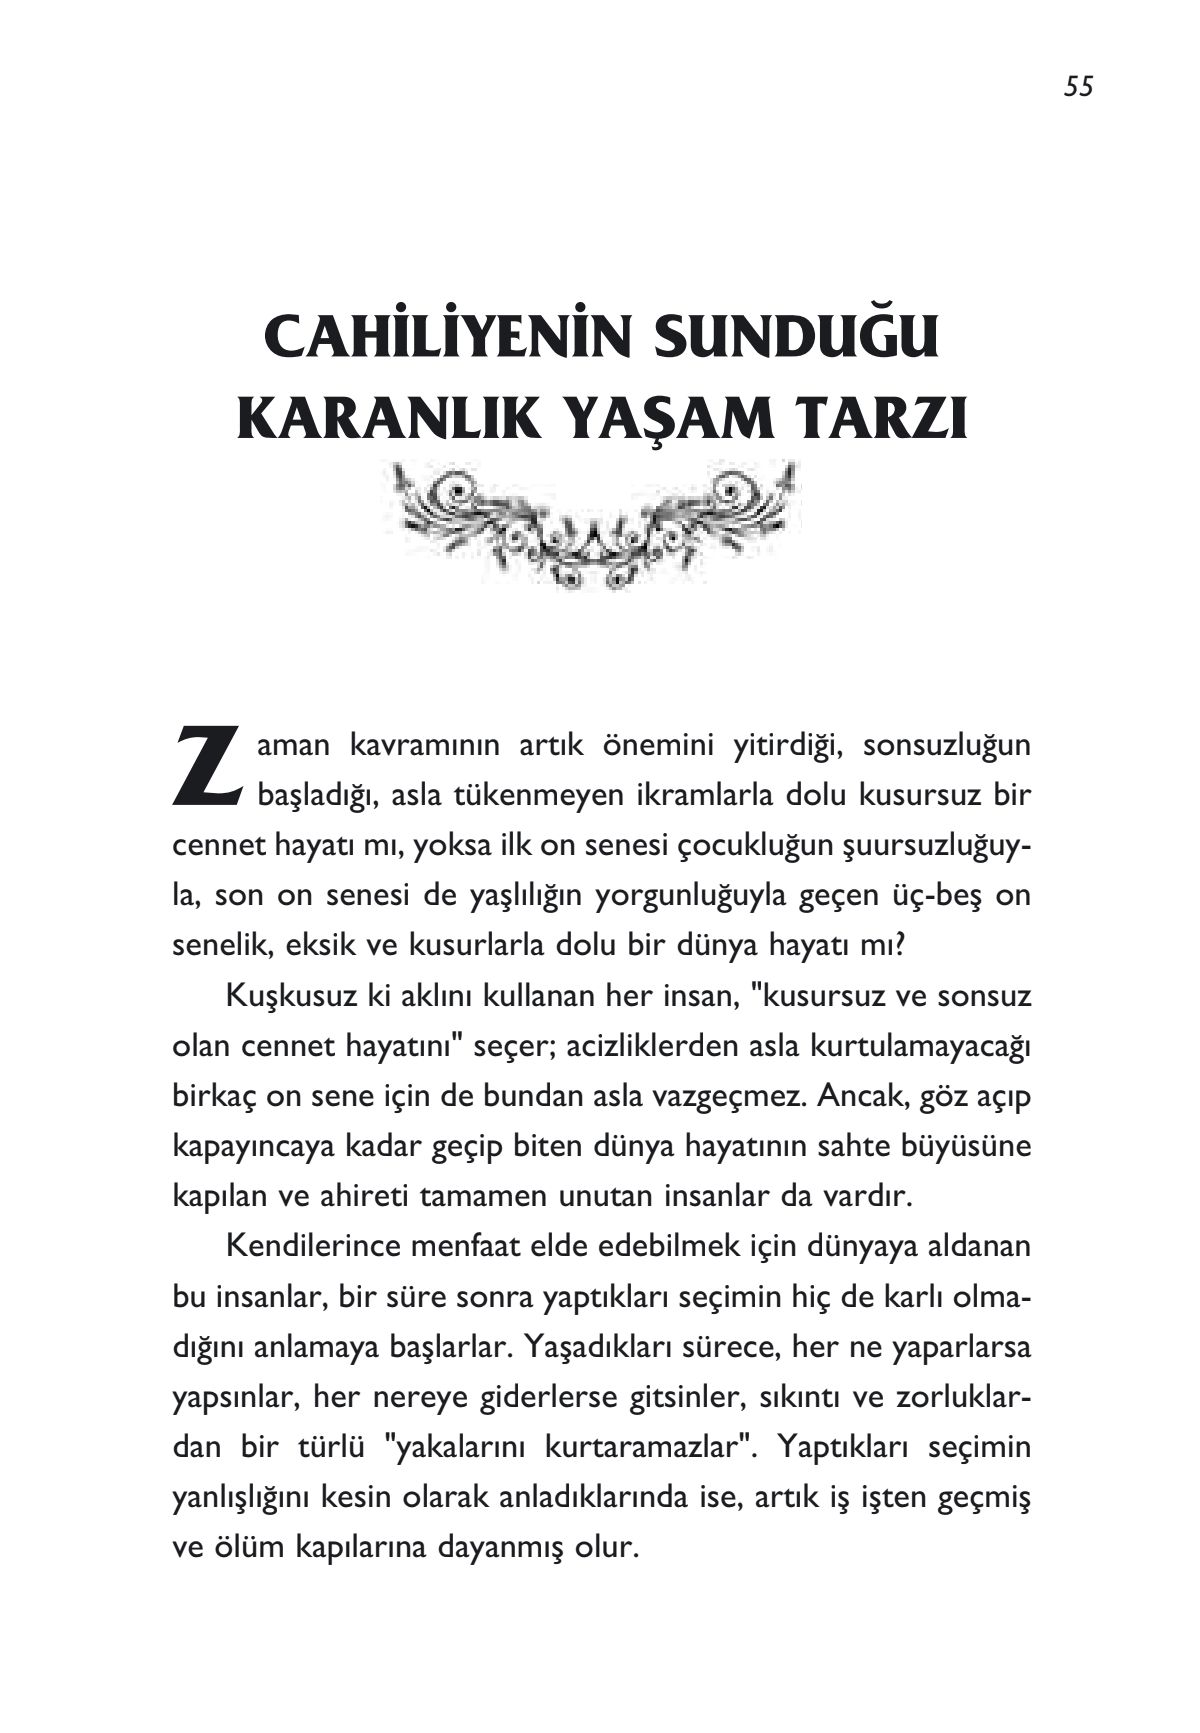 55
CAHİLİYENİN SUNDUĞU
KARANLIK YAŞAM TARZI
Zaman kavramının artık önemini yitirdiği, sonsuzluğun
başladığı, asla tükenmeyen ikramlarla dolu kusursuz bir
cennet hayatı mı, yoksa ilk on senesi çocukluğun şuursuzluğuy-
la, son on senesi de yaşlılığın yorgunluğuyla geçen üç-beş on
senelik, eksik ve kusurlarla dolu bir dünya hayatı mı?
Kuşkusuz ki aklını kullanan her insan, "kusursuz ve sonsuz
olan cennet hayatını" seçer; acizliklerden asla kurtulamayacağı
birkaç on sene için de bundan asla vazgeçmez. Ancak, göz açıp
kapayıncaya kadar geçip biten dünya hayatının sahte büyüsüne
kapılan ve ahireti tamamen unutan insanlar da vardır.
Kendilerince menfaat elde edebilmek için dünyaya aldanan
bu insanlar, bir süre sonra yaptıkları seçimin hiç de karlı olma-
dığını anlamaya başlarlar. Yaşadıkları sürece, her ne yaparlarsa
yapsınlar, her nereye giderlerse gitsinler, sıkıntı ve zorluklar-
dan bir türlü "yakalarını kurtaramazlar". Yaptıkları seçimin
yanlışlığını kesin olarak anladıklarında ise, artık iş işten geçmiş
ve ölüm kapılarına dayanmış olur.